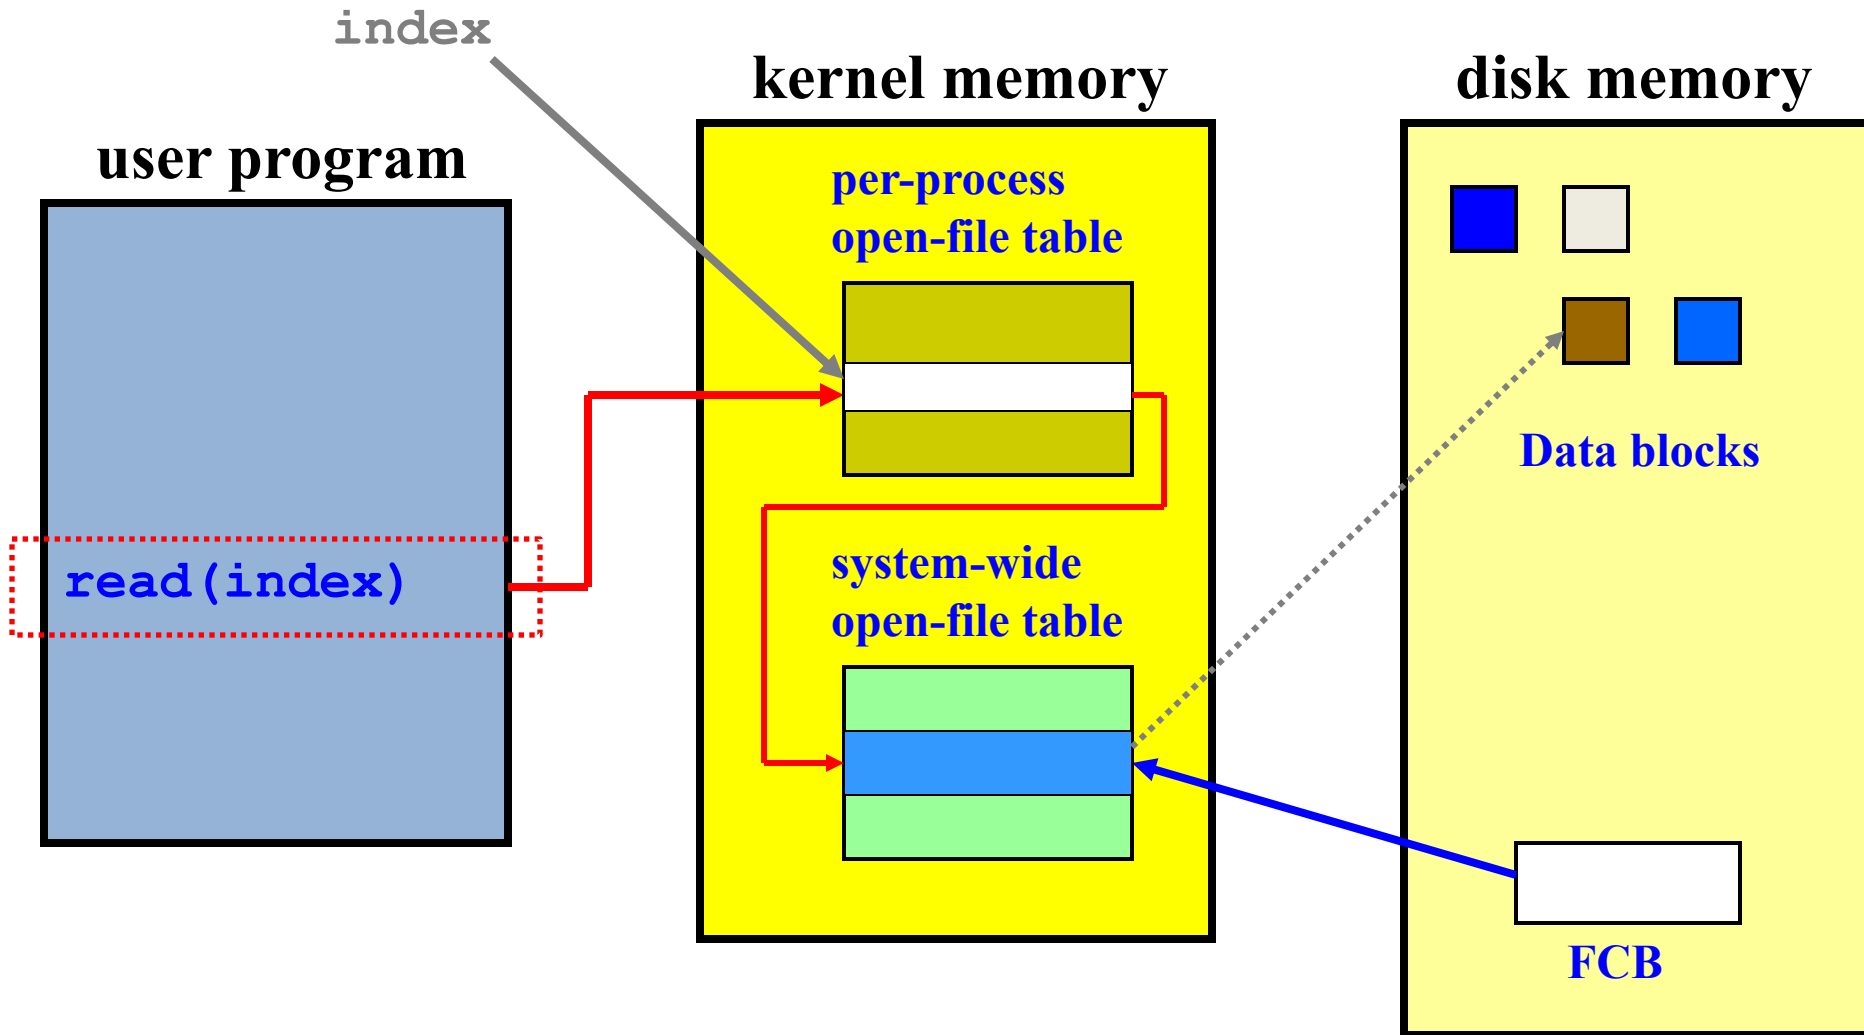 index
kernel memory
disk memory
user program
per-process
open-file table
Data blocks
read(index)
system-wide
open-file table
FCB